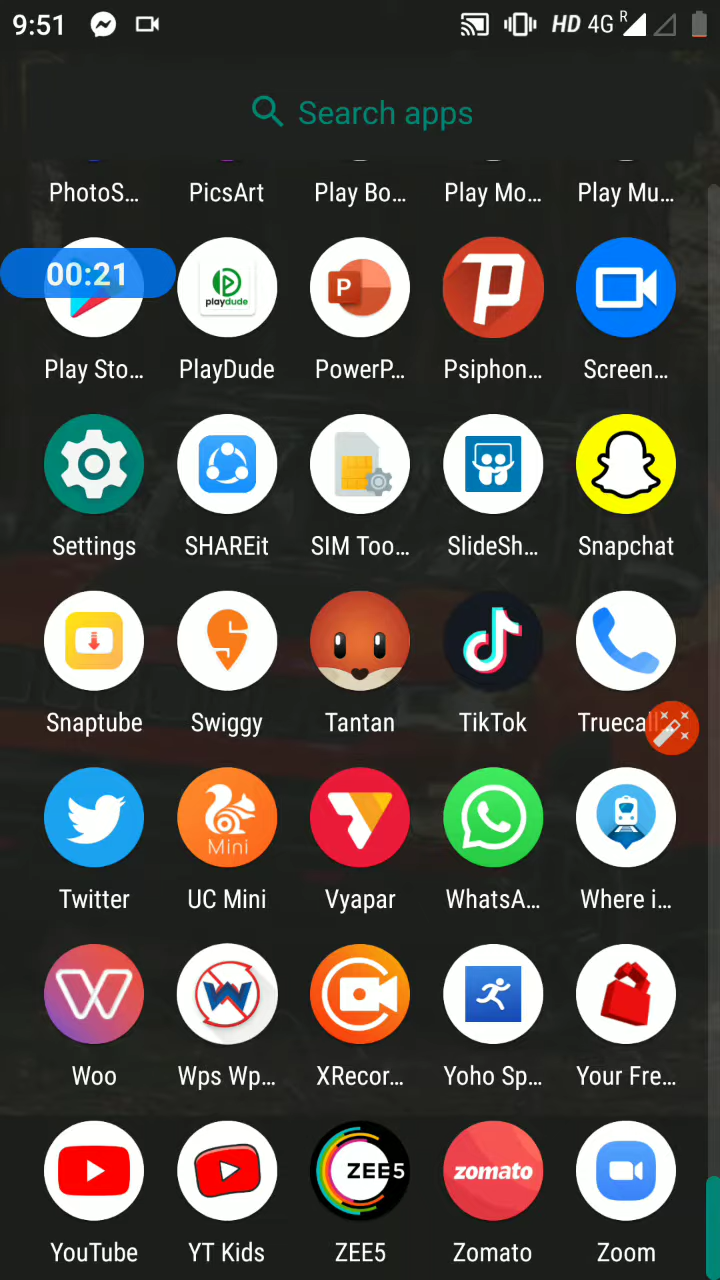 9:51 HD 4G R
Search apps
PhotoS... PicsArt Play Bo... Play Mo... Play Mu...
00:21
playdude
P
Play Sto... PlayDude PowerP... Psiphon... Screen...
Settings SHAREit SIM Too... SlideSh... Snapchat
Snaptube Swiggy Tantan TikTok Truecall
Mini
Twitter UC Mini Vyapar WhatsA... Where i...
W
Woo Wps Wp... XRecor... Yoho Sp... Your Fre...
ZEE5 zomato
YouTube YT Kids ZEE5 Zomato Zoom